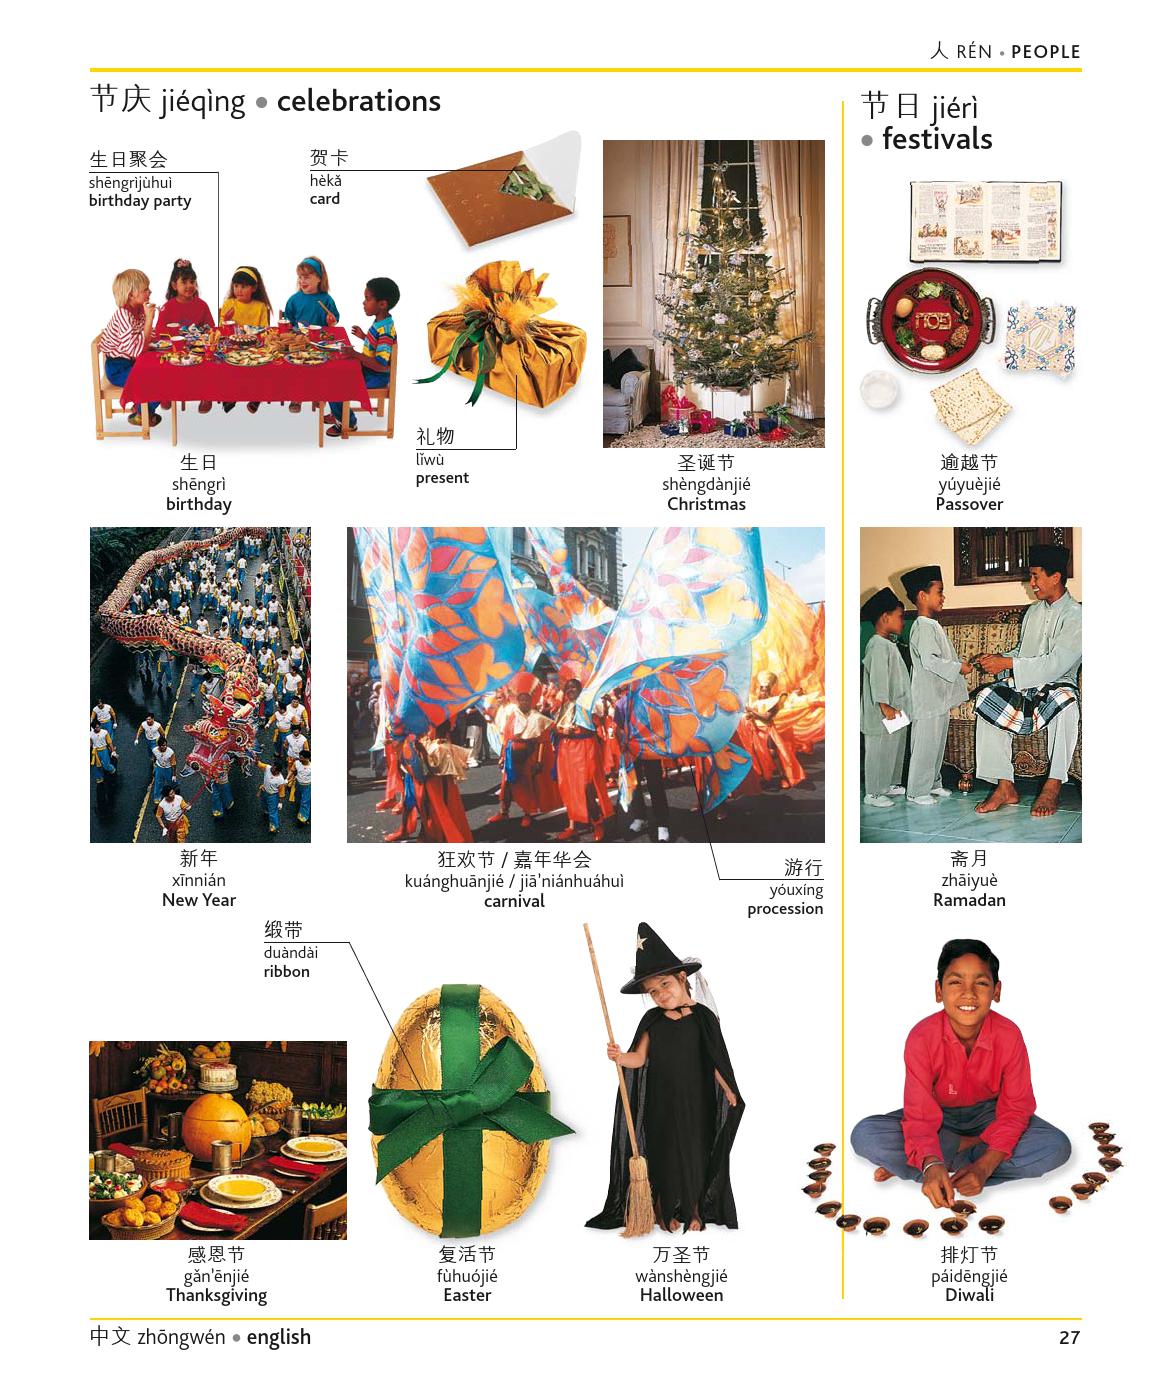 人 RÉN • PEOPLE
节庆 jiéqìng • celebrations
生日聚会
shēngrìjùhuì
birthday party
贺卡
hèkǎ
card
礼物
lǐwù
present
生日
shēngrì
birthday
圣诞节
shèngdànjié
Christmas
新年
xīnnián
New Year
狂欢节 / 嘉年华会
kuánghuānjié / jiā'niánhuáhuì
carnival
游行
yóuxíng
procession
缎带
duàndài
ribbon
感恩节
gǎn'ēnjié
Thanksgiving
复活节
fùhuójié
Easter
万圣节
wànshèngjié
Halloween
节日 jiérì
• festivals
פסח
逾越节
yúyuèjié
Passover
斋月
zhāiyuè
Ramadan
排灯节
páidēngjié
Diwali
中文 zhōngwén • english
27